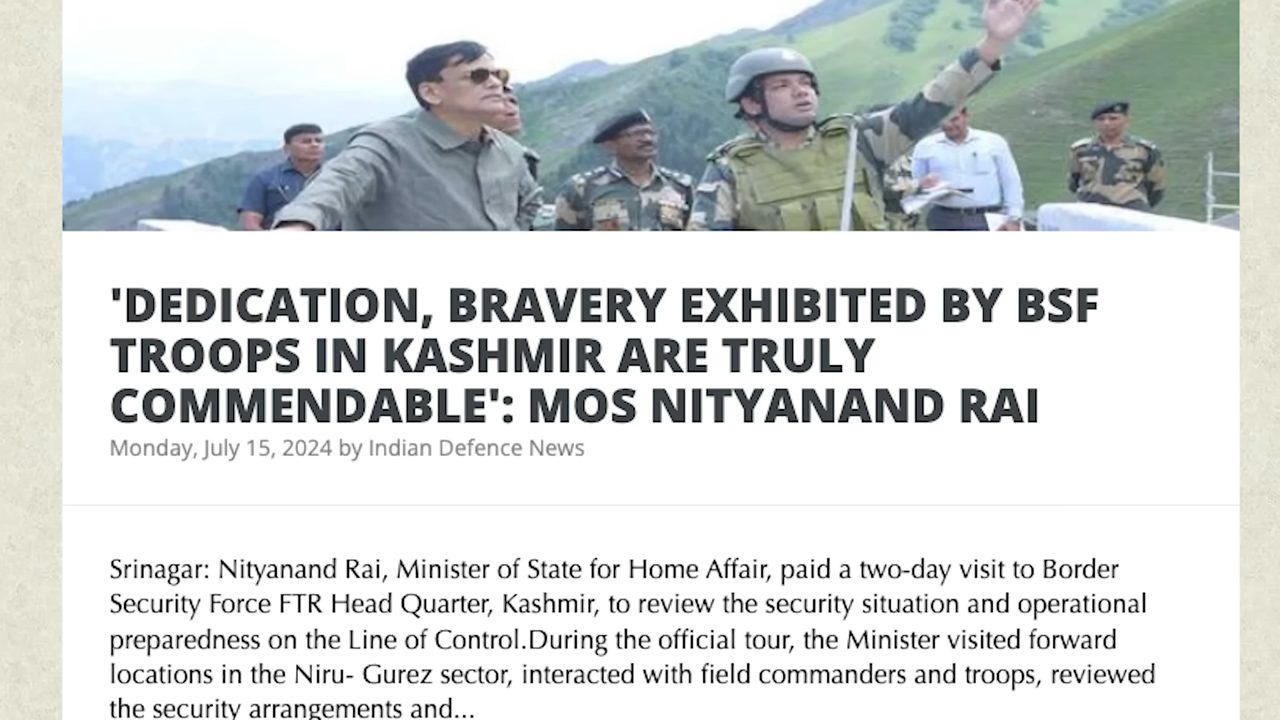 'DEDICATION, BRAVERY EXHIBITED BY BSF
TROOPS IN KASHMIR ARE TRULY
COMMENDABLE': MOS NITYANAND RAI
Monday, July 15, 2024 by Indian Defence News
Srinagar: Nityanand Rai, Minister of State for Home Affair, paid a two-day visit to Border
Security Force FTR Head Quarter, Kashmir, to review the security situation and operational
preparedness on the Line of Control.During the official tour, the Minister visited forward
locations in the Niru- Gurez sector, interacted with field commanders and troops, reviewed
the security arrangements and...